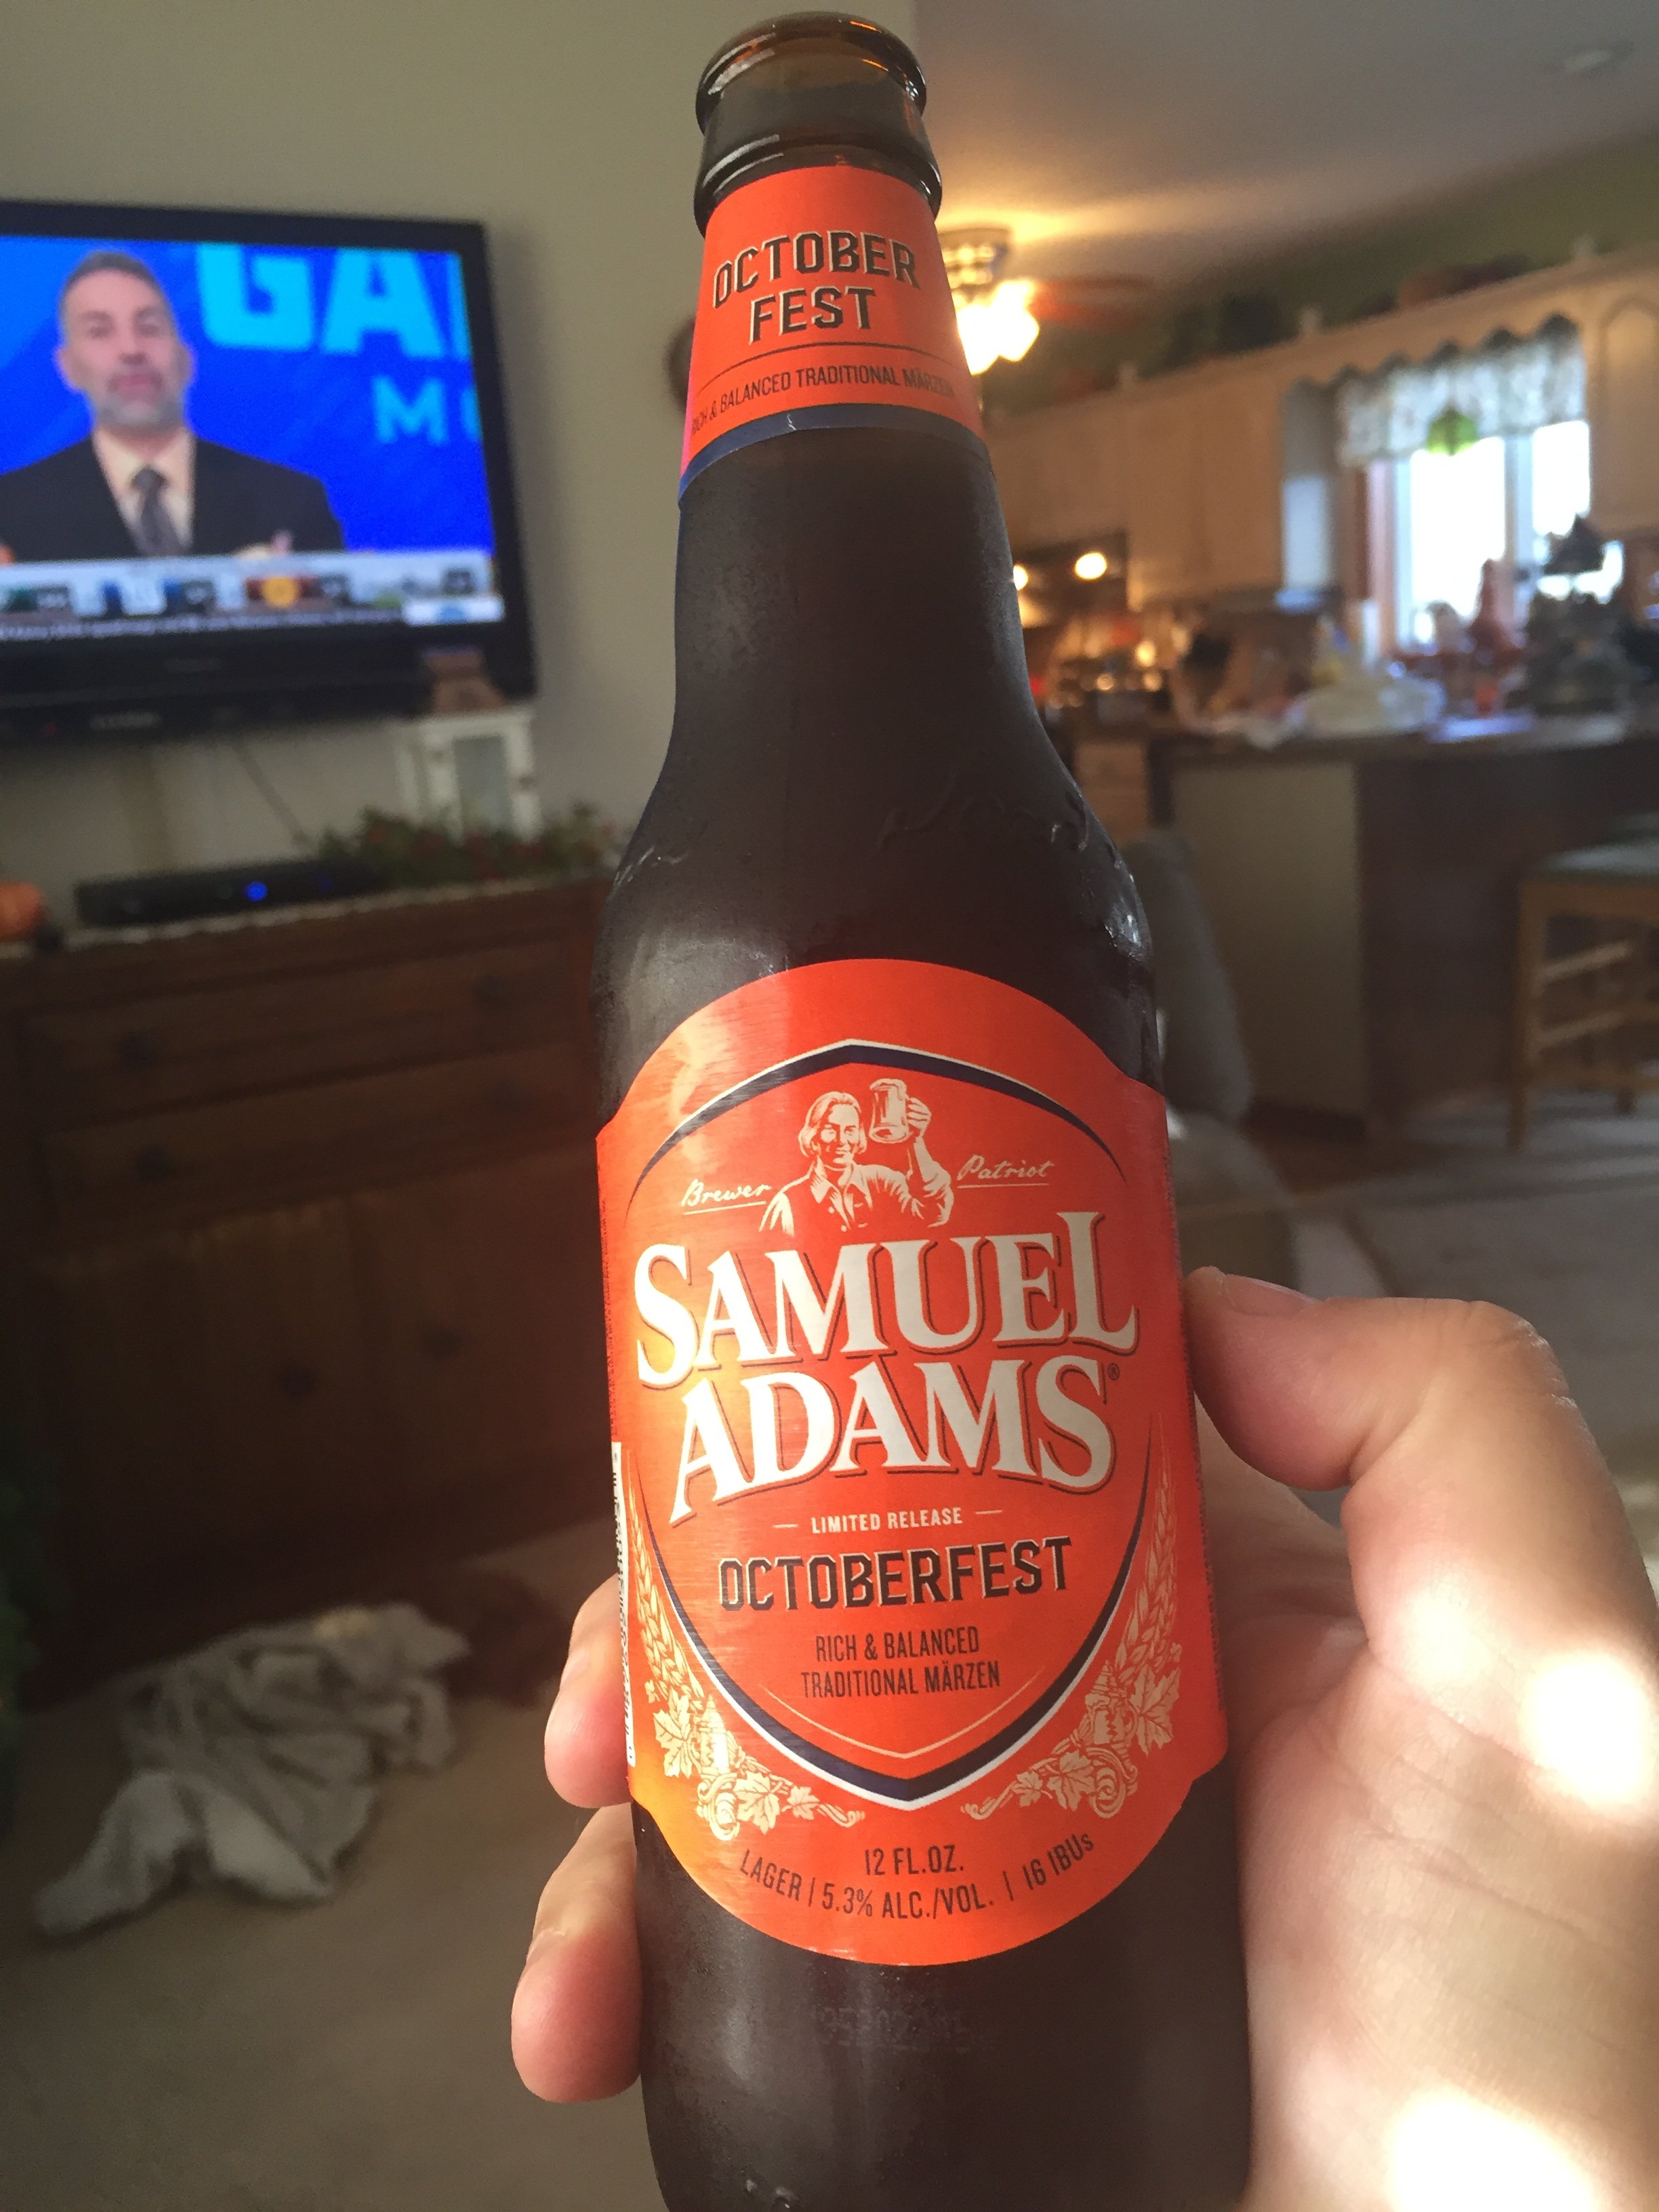 OCTOBER
FEST
RICH & BALANCED TRADITIONAL MÄRZEN
Brewer Patriot
SAMUEL
ADAMS®
LIMITED RELEASE
OCTOBERFEST
RICH & BALANCED
TRADITIONAL MÄRZEN
12 FL.OZ.
LAGER | 5.3% ALC./VOL. | 16 IBUs
GA
M